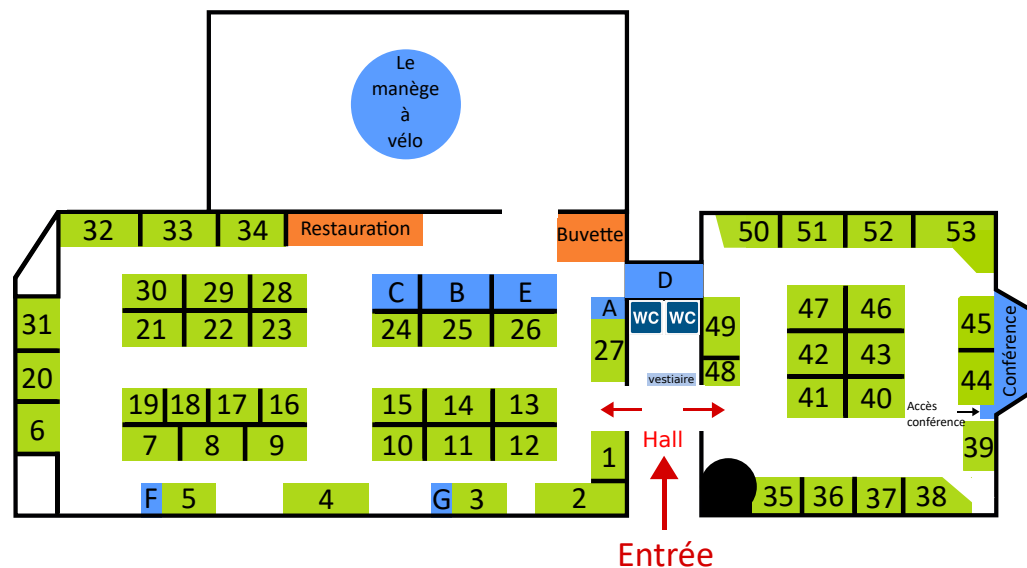 Le
manège
à
vélo
32 33 34 Restauration
Buvette
50 51 52 53
30 29 28
C B E
D
47 46
31
21 22 23
24 25 26
A
WC WC
49
45
Conférence
27
42 43
20
48
44
vestiaire
19 18 17 16
15 14 13
41 40
Accès
conférence
6
7 8 9
10 11 12
Hall
1
39
F 5
4
G 3
2
35 36 37 38
Entrée